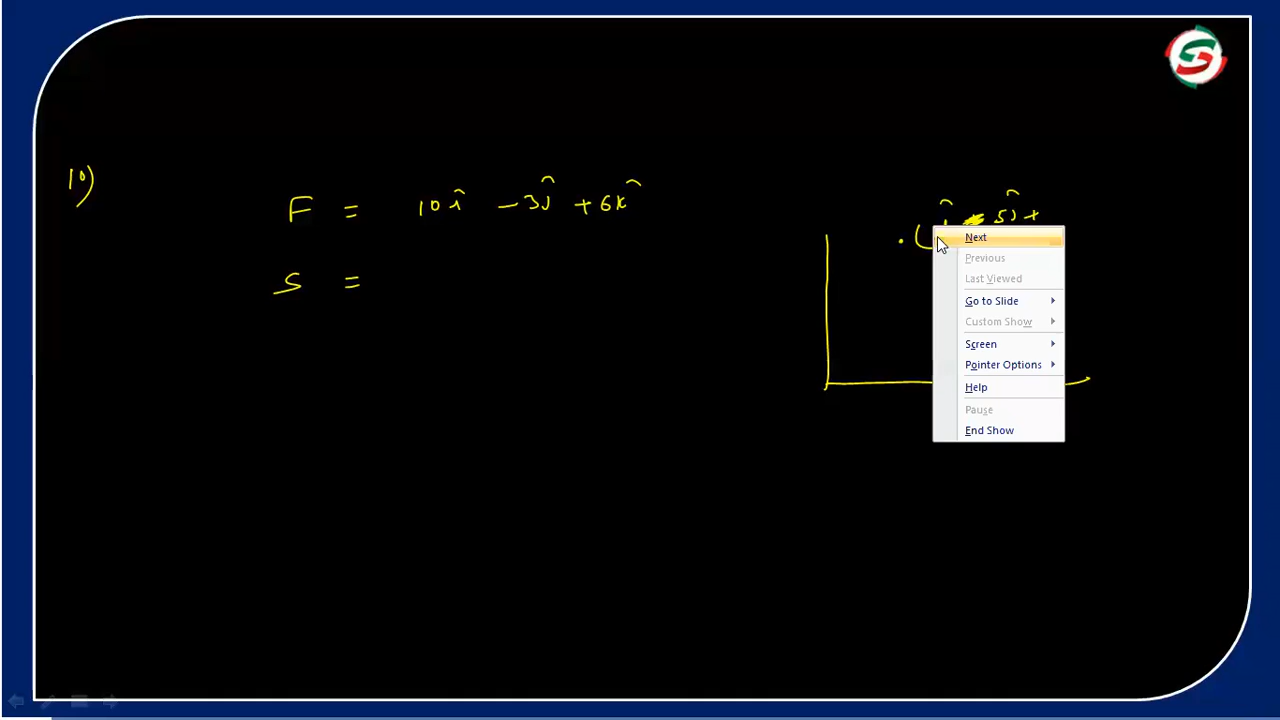 10)
F = 10î - 3ĵ + 6k̂
S =
5ĵ +
Next
Previous
Last Viewed
Go to Slide
Custom Show
Screen
Pointer Options
Help
Pause
End Show